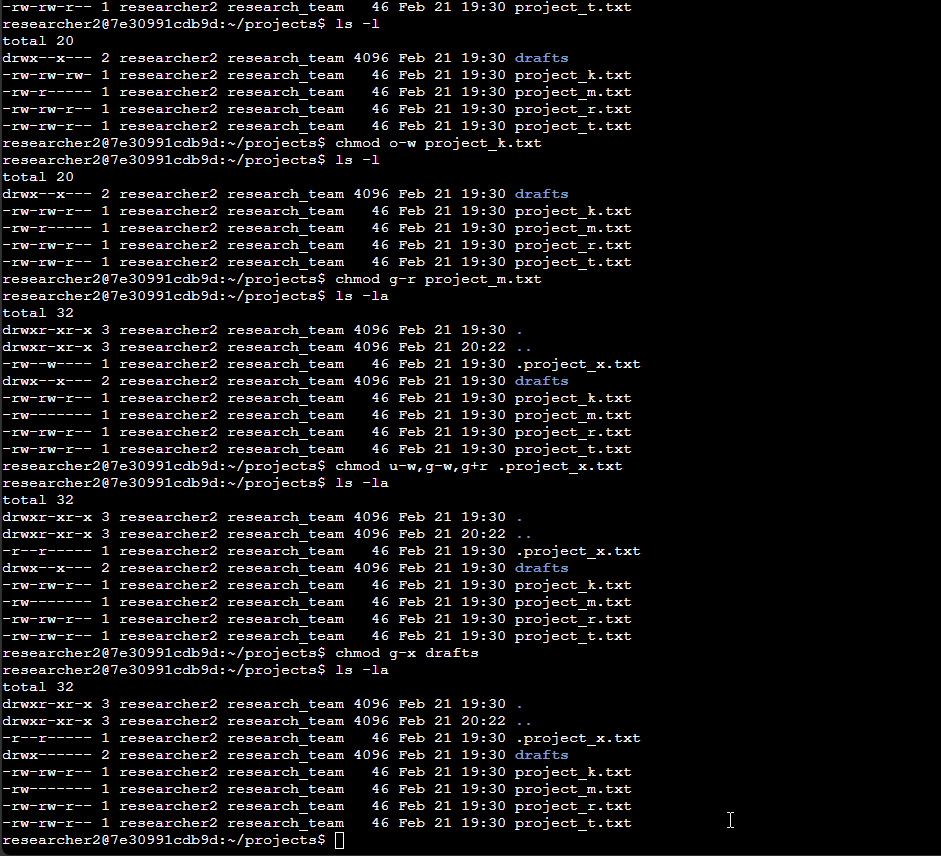 -rw-rw-r-- 1 researcher2 research_team   46 Feb 21 19:30 project_t.txt
researcher2@7e30991cdb9d:~/projects$ ls -l
total 20
drwx--x--- 2 researcher2 research_team 4096 Feb 21 19:30 drafts
-rw-rw-rw- 1 researcher2 research_team   46 Feb 21 19:30 project_k.txt
-rw-r----- 1 researcher2 research_team   46 Feb 21 19:30 project_m.txt
-rw-rw-r-- 1 researcher2 research_team   46 Feb 21 19:30 project_r.txt
-rw-rw-r-- 1 researcher2 research_team   46 Feb 21 19:30 project_t.txt
researcher2@7e30991cdb9d:~/projects$ chmod o-w project_k.txt
researcher2@7e30991cdb9d:~/projects$ ls -l
total 20
drwx--x--- 2 researcher2 research_team 4096 Feb 21 19:30 drafts
-rw-rw-r-- 1 researcher2 research_team   46 Feb 21 19:30 project_k.txt
-rw-r----- 1 researcher2 research_team   46 Feb 21 19:30 project_m.txt
-rw-rw-r-- 1 researcher2 research_team   46 Feb 21 19:30 project_r.txt
-rw-rw-r-- 1 researcher2 research_team   46 Feb 21 19:30 project_t.txt
researcher2@7e30991cdb9d:~/projects$ chmod g-r project_m.txt
researcher2@7e30991cdb9d:~/projects$ ls -la
total 32
drwxr-xr-x 3 researcher2 research_team 4096 Feb 21 19:30 .
drwxr-xr-x 3 researcher2 research_team 4096 Feb 21 20:22 ..
-rw--w---- 1 researcher2 research_team   46 Feb 21 19:30 .project_x.txt
drwx--x--- 2 researcher2 research_team 4096 Feb 21 19:30 drafts
-rw-rw-r-- 1 researcher2 research_team   46 Feb 21 19:30 project_k.txt
-rw------- 1 researcher2 research_team   46 Feb 21 19:30 project_m.txt
-rw-rw-r-- 1 researcher2 research_team   46 Feb 21 19:30 project_r.txt
-rw-rw-r-- 1 researcher2 research_team   46 Feb 21 19:30 project_t.txt
researcher2@7e30991cdb9d:~/projects$ chmod u-w,g-w,g+r .project_x.txt
researcher2@7e30991cdb9d:~/projects$ ls -la
total 32
drwxr-xr-x 3 researcher2 research_team 4096 Feb 21 19:30 .
drwxr-xr-x 3 researcher2 research_team 4096 Feb 21 20:22 ..
-r--r----- 1 researcher2 research_team   46 Feb 21 19:30 .project_x.txt
drwx--x--- 2 researcher2 research_team 4096 Feb 21 19:30 drafts
-rw-rw-r-- 1 researcher2 research_team   46 Feb 21 19:30 project_k.txt
-rw------- 1 researcher2 research_team   46 Feb 21 19:30 project_m.txt
-rw-rw-r-- 1 researcher2 research_team   46 Feb 21 19:30 project_r.txt
-rw-rw-r-- 1 researcher2 research_team   46 Feb 21 19:30 project_t.txt
researcher2@7e30991cdb9d:~/projects$ chmod g-x drafts
researcher2@7e30991cdb9d:~/projects$ ls -la
total 32
drwxr-xr-x 3 researcher2 research_team 4096 Feb 21 19:30 .
drwxr-xr-x 3 researcher2 research_team 4096 Feb 21 20:22 ..
-r--r----- 1 researcher2 research_team   46 Feb 21 19:30 .project_x.txt
drwx------ 2 researcher2 research_team 4096 Feb 21 19:30 drafts
-rw-rw-r-- 1 researcher2 research_team   46 Feb 21 19:30 project_k.txt
-rw------- 1 researcher2 research_team   46 Feb 21 19:30 project_m.txt
-rw-rw-r-- 1 researcher2 research_team   46 Feb 21 19:30 project_r.txt
-rw-rw-r-- 1 researcher2 research_team   46 Feb 21 19:30 project_t.txt
researcher2@7e30991cdb9d:~/projects$